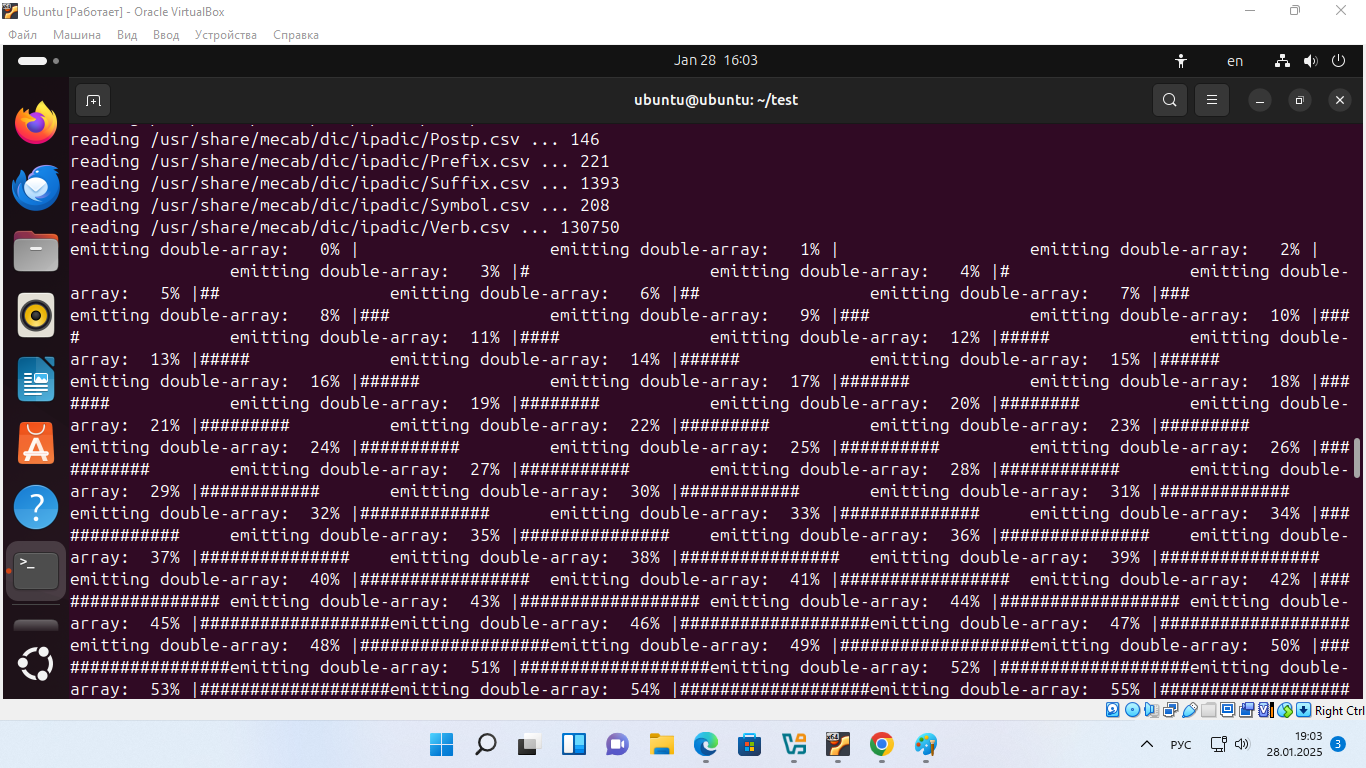 Ubuntu [Работает] - Oracle VirtualBox
Файл Машина Вид Ввод Устройства Справка
Jan 28 16:03
en
ubuntu@ubuntu: ~/test
reading /usr/share/mecab/dic/ipadic/Postp.csv ... 146
reading /usr/share/mecab/dic/ipadic/Prefix.csv ... 221
reading /usr/share/mecab/dic/ipadic/Suffix.csv ... 1393
reading /usr/share/mecab/dic/ipadic/Symbol.csv ... 208
reading /usr/share/mecab/dic/ipadic/Verb.csv ... 130750
emitting double-array:   0% |                   emitting double-array:   1% |                   emitting double-array:   2% |
                emitting double-array:   3% |#                  emitting double-array:   4% |#                  emitting double-
array:   5% |##                 emitting double-array:   6% |##                 emitting double-array:   7% |###
emitting double-array:   8% |###                emitting double-array:   9% |###                emitting double-array:  10% |###
#               emitting double-array:  11% |####               emitting double-array:  12% |#####              emitting double-
array:  13% |#####              emitting double-array:  14% |######             emitting double-array:  15% |######
emitting double-array:  16% |######             emitting double-array:  17% |#######            emitting double-array:  18% |###
####            emitting double-array:  19% |########           emitting double-array:  20% |########           emitting double-
array:  21% |#########          emitting double-array:  22% |#########          emitting double-array:  23% |#########
emitting double-array:  24% |##########         emitting double-array:  25% |##########         emitting double-array:  26% |###
########        emitting double-array:  27% |###########        emitting double-array:  28% |############       emitting double-
array:  29% |############       emitting double-array:  30% |############       emitting double-array:  31% |#############
emitting double-array:  32% |#############      emitting double-array:  33% |##############     emitting double-array:  34% |###
###########     emitting double-array:  35% |###############    emitting double-array:  36% |###############    emitting double-
array:  37% |###############    emitting double-array:  38% |################   emitting double-array:  39% |################
emitting double-array:  40% |#################  emitting double-array:  41% |#################  emitting double-array:  42% |###
############### emitting double-array:  43% |################## emitting double-array:  44% |################## emitting double-
array:  45% |###################emitting double-array:  46% |###################emitting double-array:  47% |###################
emitting double-array:  48% |###################emitting double-array:  49% |###################emitting double-array:  50% |###
################emitting double-array:  51% |###################emitting double-array:  52% |###################emitting double-
array:  53% |###################emitting double-array:  54% |###################emitting double-array:  55% |###################
Right Ctrl
РУС
19:03
28.01.2025
3